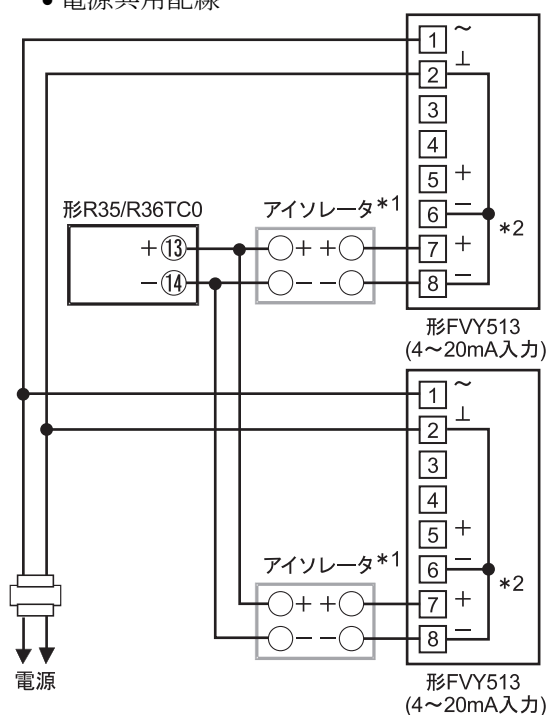 • 電源共用配線
1 ～
2 ⊥
3
4
5 +
6 −
7 +
8 −
*2
形R35/R36TC0
+ ⑬
− ⑭
アイソレータ*1
+ +
− −
形FVY513
(4～20mA入力)
1 ～
2 ⊥
3
4
5 +
6 −
7 +
8 −
*2
アイソレータ*1
+ +
− −
電源
形FVY513
(4～20mA入力)